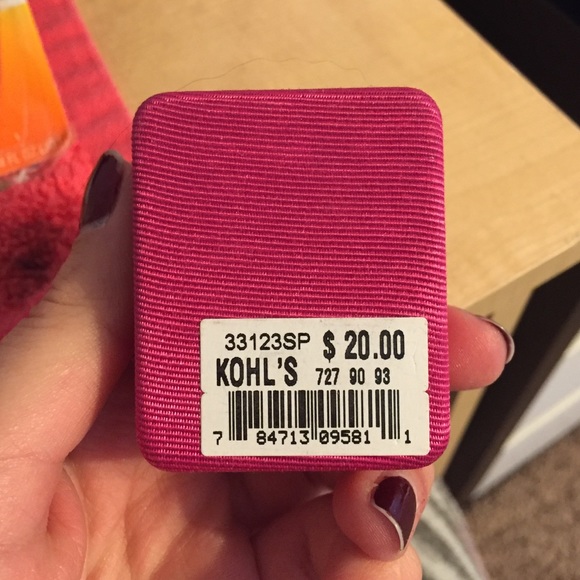 33123SP $ 20.00
KOHL'S 727 90 93
7 84713 09581 1